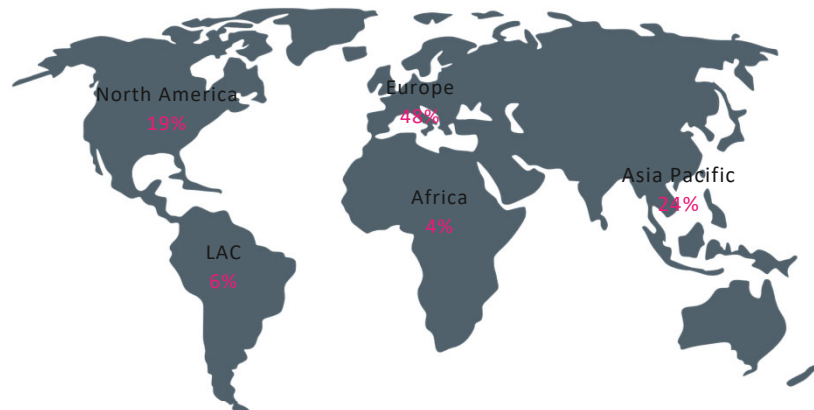 North America
19%
Europe
48%
Asia Pacific
24%
Africa
4%
LAC
6%